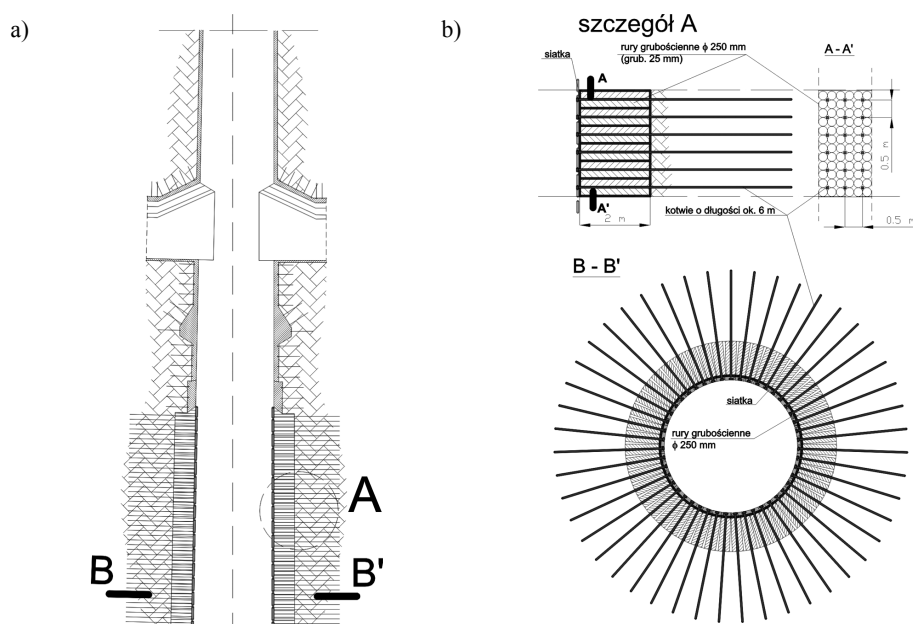 a)
A
B
B'
b)
szczegół A
siatka
rury grubościenne ϕ 250 mm
(grub. 25 mm)
A - A'
A
A'
2 m
0.5 m
kotwie o długości ok. 6 m
0.5 m
B - B'
siatka
rury grubościenne
ϕ 250 mm